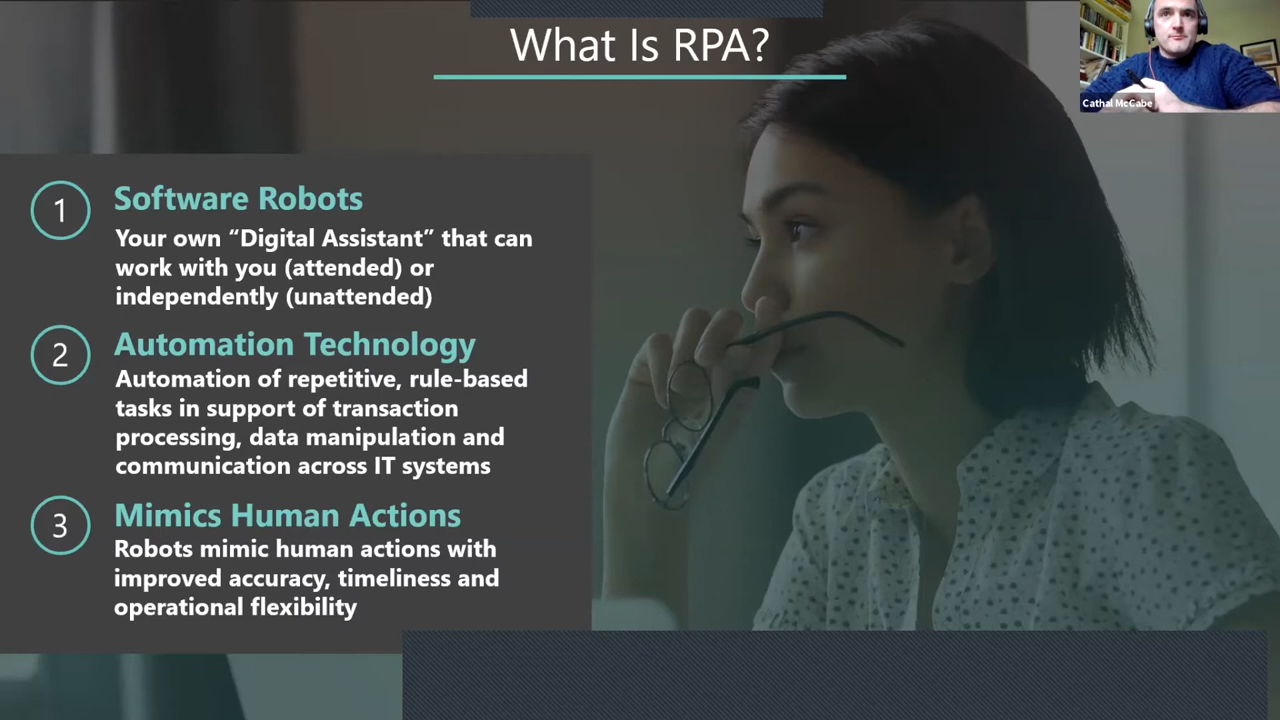 What Is RPA?
Cathal McCabe
1
Software Robots
Your own “Digital Assistant” that can
work with you (attended) or
independently (unattended)
2
Automation Technology
Automation of repetitive, rule-based
tasks in support of transaction
processing, data manipulation and
communication across IT systems
3
Mimics Human Actions
Robots mimic human actions with
improved accuracy, timeliness and
operational flexibility